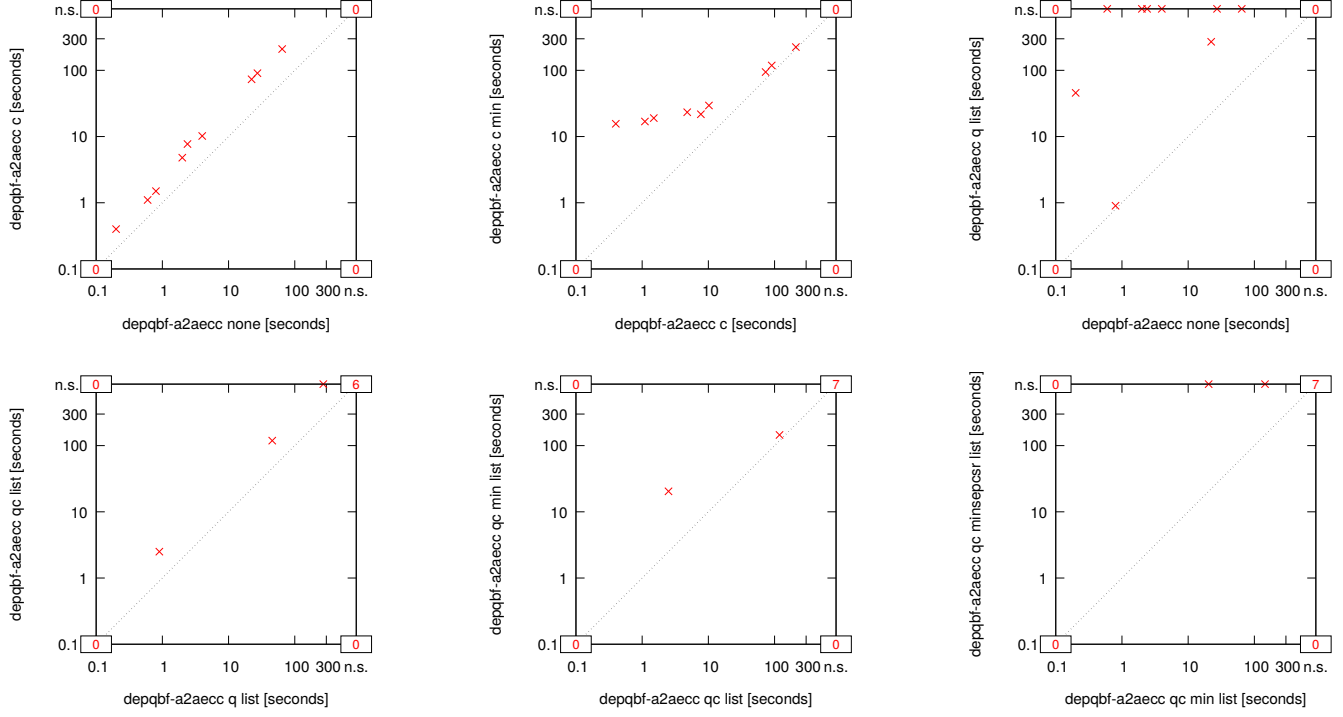 n.s. 0 0
300
100
10
1
0.1 0 0
0.1 1 10 100 300 n.s.
depqbf-a2aecc c [seconds]
depqbf-a2aecc none [seconds]
n.s. 0 0
300
100
10
1
0.1 0 0
0.1 1 10 100 300 n.s.
depqbf-a2aecc c min [seconds]
depqbf-a2aecc c [seconds]
n.s. 0 0
300
100
10
1
0.1 0 0
0.1 1 10 100 300 n.s.
depqbf-a2aecc q list [seconds]
depqbf-a2aecc none [seconds]
n.s. 0 6
300
100
10
1
0.1 0 0
0.1 1 10 100 300 n.s.
depqbf-a2aecc qc list [seconds]
depqbf-a2aecc q list [seconds]
n.s. 0 7
300
100
10
1
0.1 0 0
0.1 1 10 100 300 n.s.
depqbf-a2aecc qc min list [seconds]
depqbf-a2aecc qc list [seconds]
n.s. 0 7
300
100
10
1
0.1 0 0
0.1 1 10 100 300 n.s.
depqbf-a2aecc qc minsepcsr list [seconds]
depqbf-a2aecc qc min list [seconds]